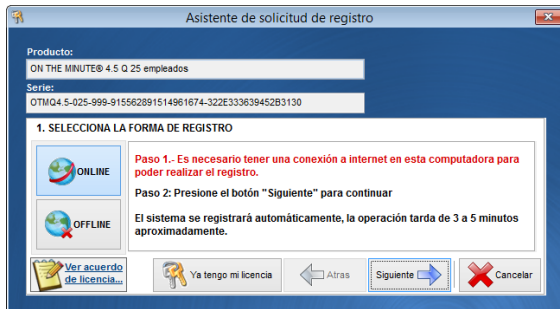 Asistente de solicitud de registro
Producto:
ON THE MINUTE® 4.5 Q 25 empleados
Serie:
OTMQ4.5-025-999-915562891514961674-322E333639452B3130
1. SELECCIONA LA FORMA DE REGISTRO
ONLINE
Paso 1.- Es necesario tener una conexión a internet en esta computadora para
poder realizar el registro.
Paso 2: Presione el botón "Siguiente" para continuar
OFFLINE
El sistema se registrará automáticamente, la operación tarda de 3 a 5 minutos
aproximadamente.
Ver acuerdo
de licencia...
Ya tengo mi licencia
Atras
Siguiente
Cancelar